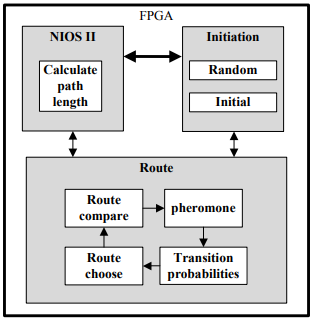 FPGA
NIOS II
Calculate
path
length
Initiation
Random
Initial
Route
Route
compare
pheromone
Route
choose
Transition
probabilities